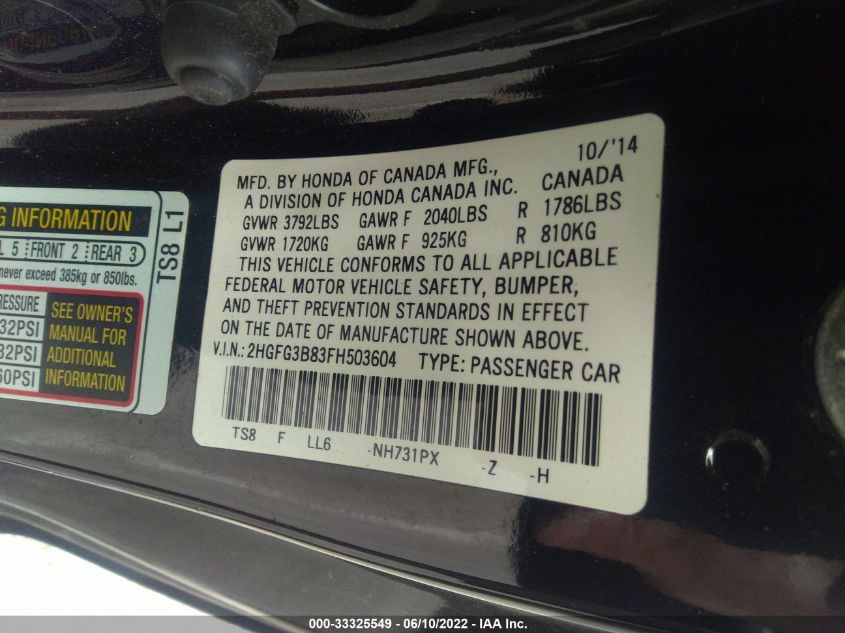 10/'14
MFD. BY HONDA OF CANADA MFG.,
A DIVISION OF HONDA CANADA INC. CANADA
GVWR 3792LBS GAWR F 2040LBS R 1786LBS
GVWR 1720KG GAWR F 925KG R 810KG
THIS VEHICLE CONFORMS TO ALL APPLICABLE
FEDERAL MOTOR VEHICLE SAFETY, BUMPER,
AND THEFT PREVENTION STANDARDS IN EFFECT
ON THE DATE OF MANUFACTURE SHOWN ABOVE.
V.I.N.: 2HGFG3B83FH503604 TYPE: PASSENGER CAR
TS8 F LL6 -NH731PX -Z -H
G INFORMATION
L 5 FRONT 2 REAR 3
never exceed 385kg or 850lbs.
TS8 L1
RESSURE
32PSI
32PSI
60PSI
SEE OWNER'S
MANUAL FOR
ADDITIONAL
INFORMATION
000-33325549 - 06/10/2022 - IAA Inc.